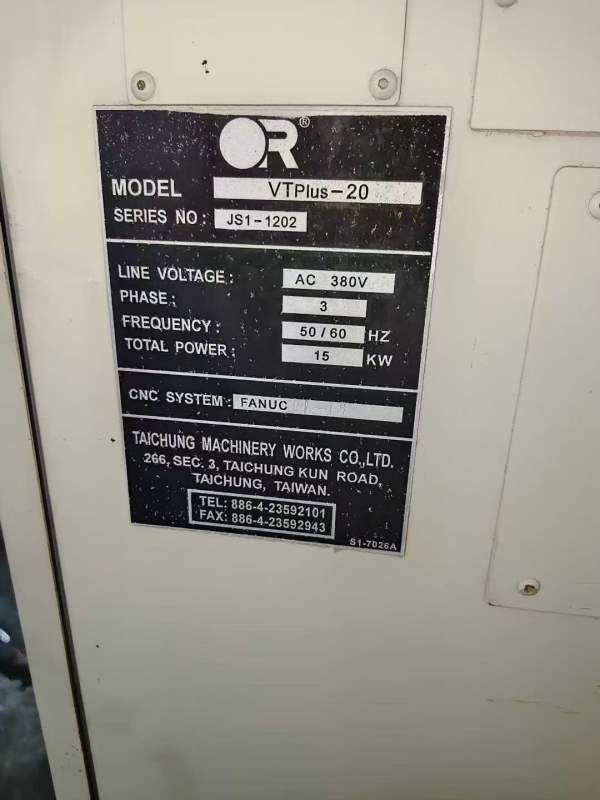 OR®
MODEL VTPlus-20
SERIES NO: JS1-1202
LINE VOLTAGE: AC 380V
PHASE: 3
FREQUENCY: 50/60 HZ
TOTAL POWER: 15 KW
CNC SYSTEM: FANUC
TAICHUNG MACHINERY WORKS CO.,LTD.
266, SEC. 3, TAICHUNG KUN ROAD,
TAICHUNG, TAIWAN.
TEL: 886-4-23592101
FAX: 886-4-23592943
S1-7026A